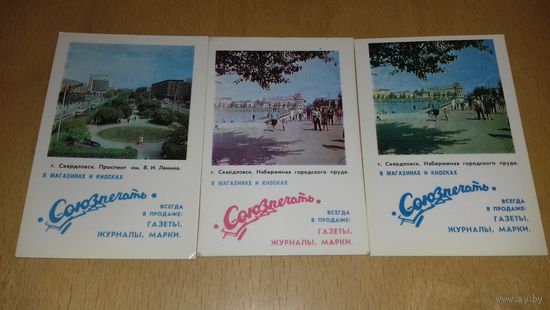 г. Свердловск. Проспект им. В. И. Ленина.
В МАГАЗИНАХ И КИОСКАХ
Союзпечать
ВСЕГДА
В ПРОДАЖЕ:
ГАЗЕТЫ,
ЖУРНАЛЫ, МАРКИ.
г. Свердловск. Набережная городского пруда.
В МАГАЗИНАХ И КИОСКАХ
Союзпечать
ВСЕГДА
В ПРОДАЖЕ:
ГАЗЕТЫ,
ЖУРНАЛЫ, МАРКИ.
г. Свердловск. Набережная городского пруда.
В МАГАЗИНАХ И КИОСКАХ
Союзпечать
ВСЕГДА
В ПРОДАЖЕ:
ГАЗЕТЫ,
ЖУРНАЛЫ, МАРКИ.
www.ay.by